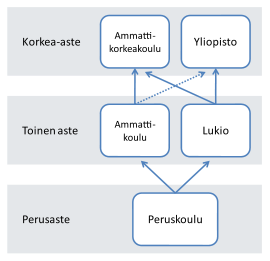 Korkea-aste
Ammatti-
korkeakoulu
Yliopisto
Toinen aste
Ammatti-
koulu
Lukio
Perusaste
Peruskoulu